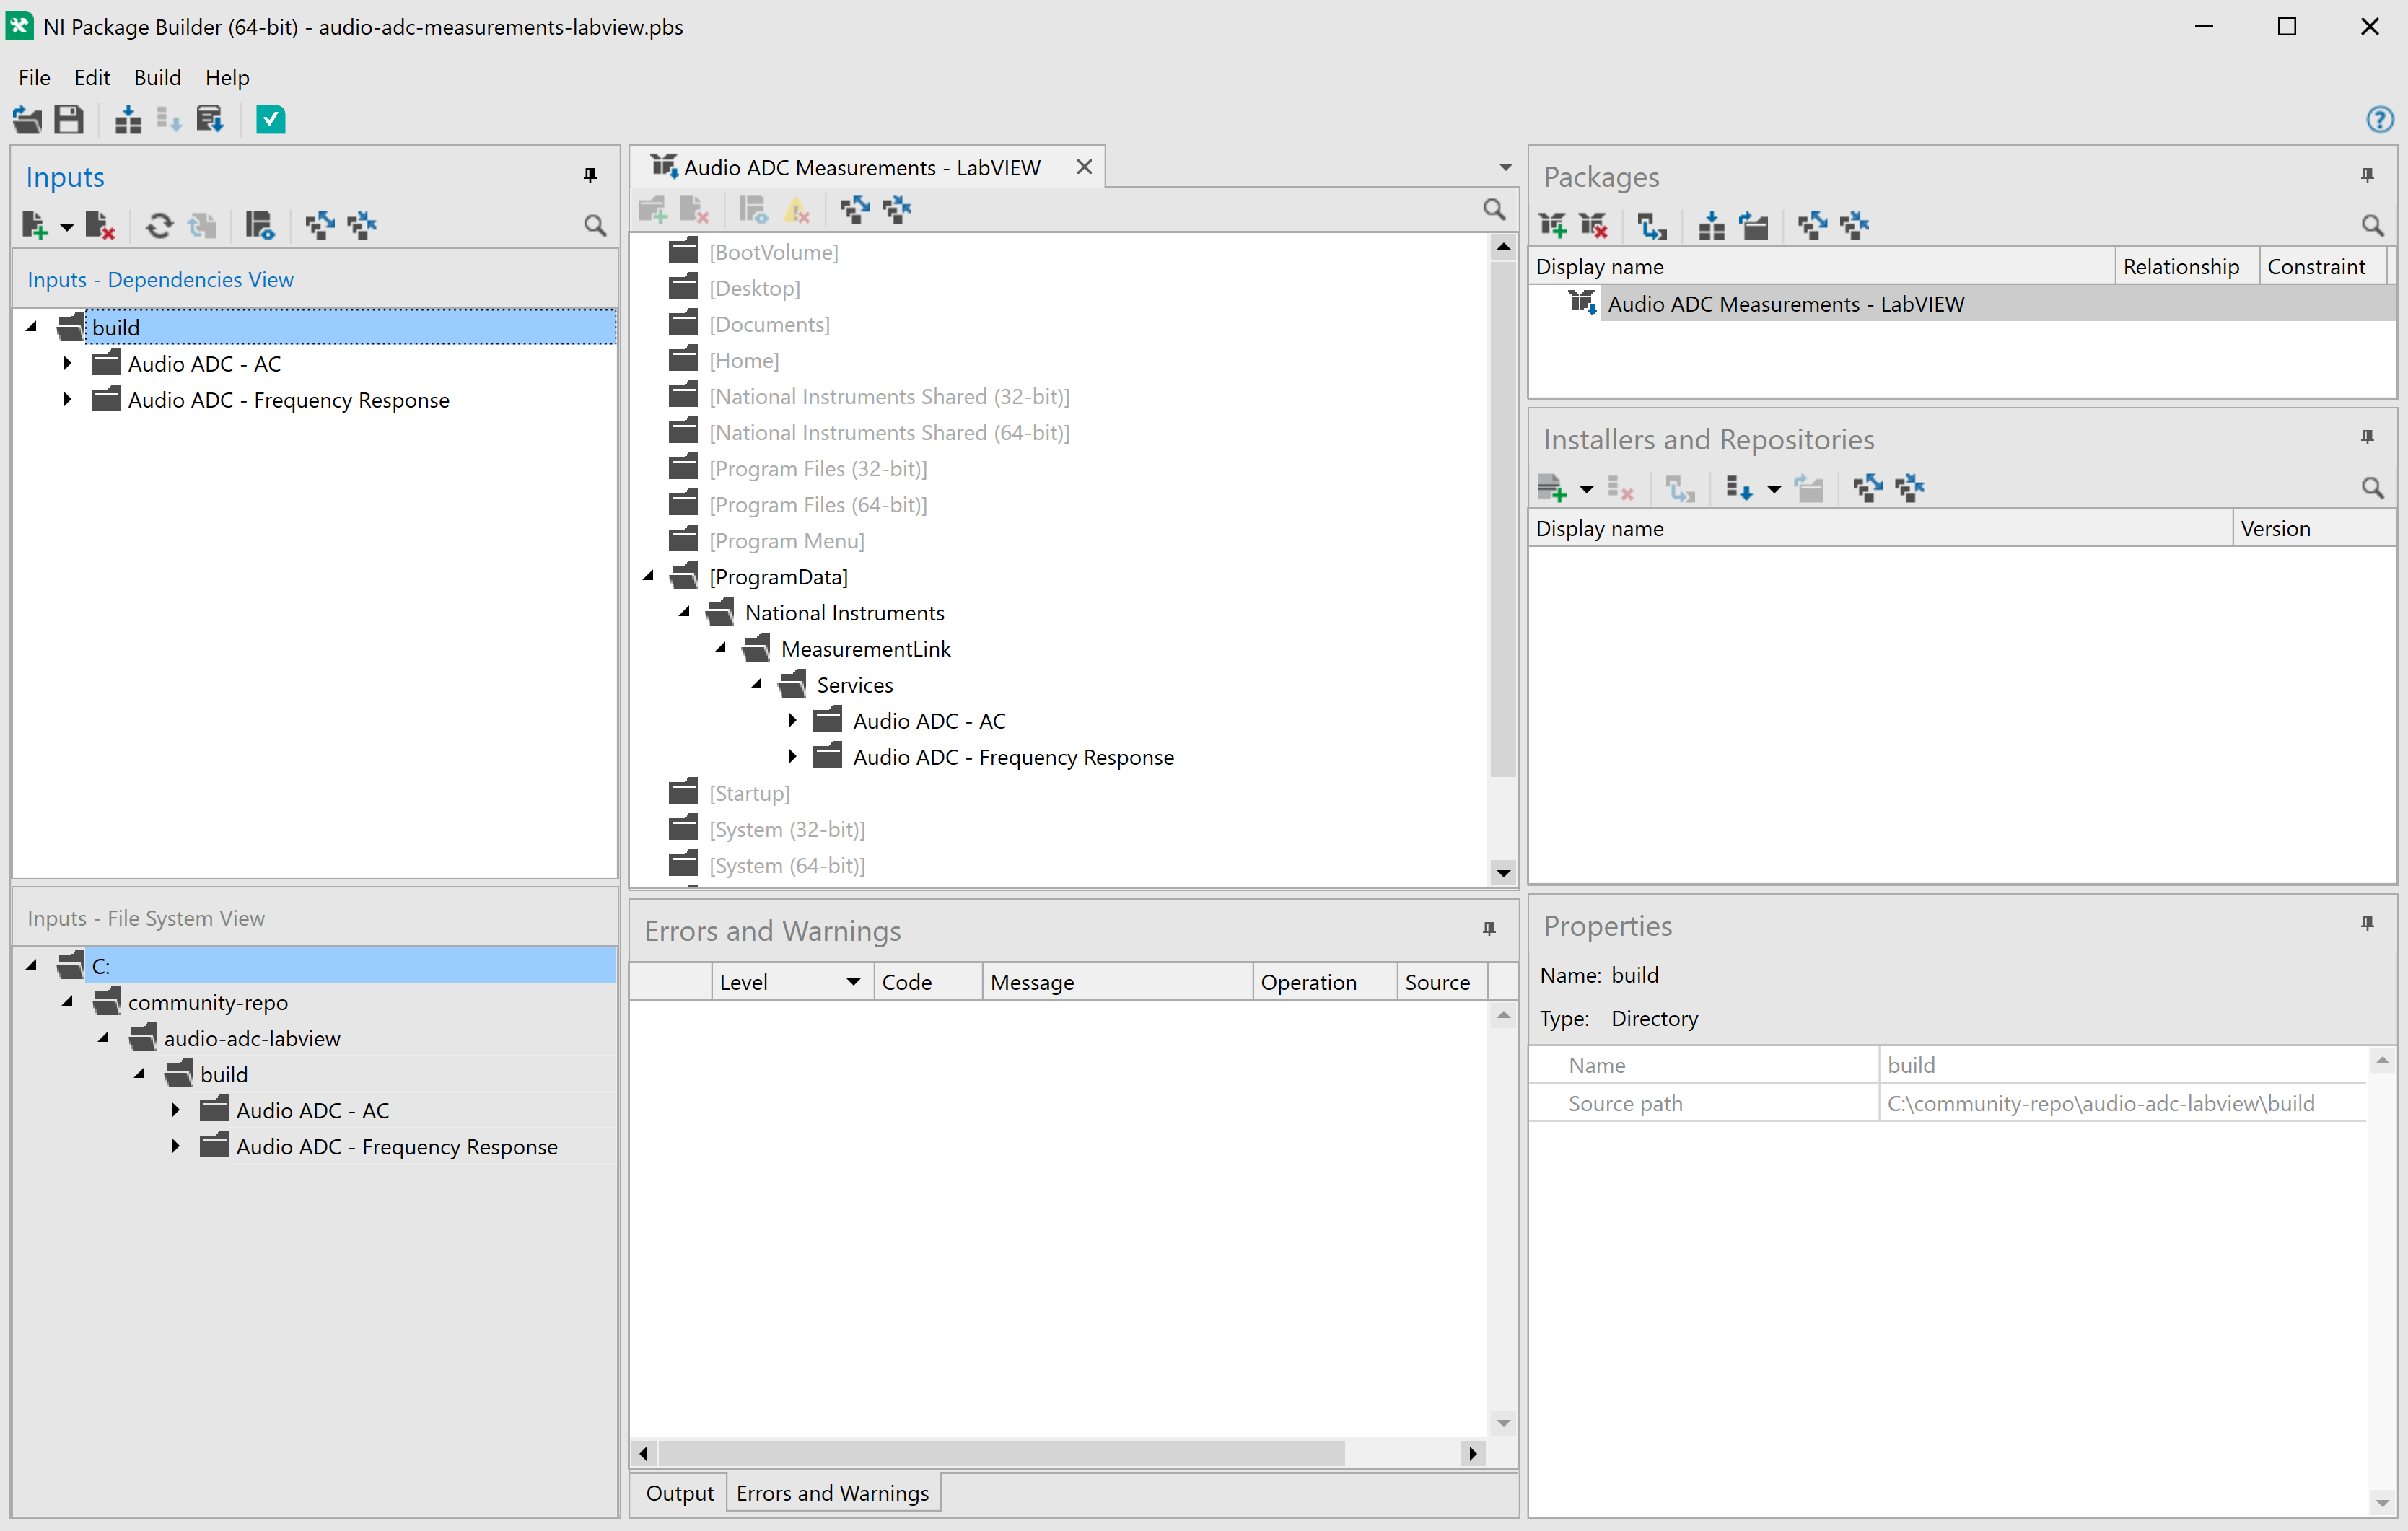 NI Package Builder (64-bit) - audio-adc-measurements-labview.pbs
File Edit Build Help
Inputs
Inputs - Dependencies View
build
Audio ADC - AC
Audio ADC - Frequency Response
Inputs - File System View
C:
community-repo
audio-adc-labview
build
Audio ADC - AC
Audio ADC - Frequency Response
Audio ADC Measurements - LabVIEW
[BootVolume]
[Desktop]
[Documents]
[Home]
[National Instruments Shared (32-bit)]
[National Instruments Shared (64-bit)]
[Program Files (32-bit)]
[Program Files (64-bit)]
[Program Menu]
[ProgramData]
National Instruments
MeasurementLink
Services
Audio ADC - AC
Audio ADC - Frequency Response
[Startup]
[System (32-bit)]
[System (64-bit)]
Errors and Warnings
Level Code Message Operation Source
Output Errors and Warnings
Packages
Display name Relationship Constraint
Audio ADC Measurements - LabVIEW
Installers and Repositories
Display name Version
Properties
Name: build
Type: Directory
Name build
Source path C:\community-repo\audio-adc-labview\build